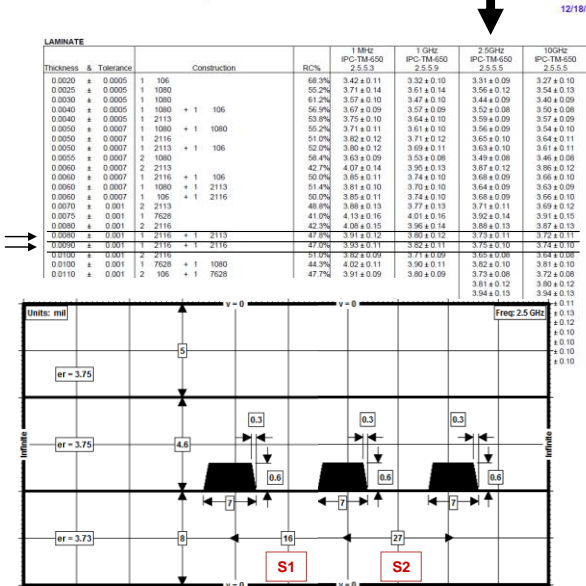 12/18/
LAMINATE
1 MHz 1 GHz 2.5GHz 10GHz
IPC-TM-650 IPC-TM-650 IPC-TM-650 IPC-TM-650
Thickness & Tolerance Construction RC% 2.5.5.3 2.5.5.9 2.5.5.5 2.5.5.5
0.0020 ± 0.0005 1 106 68.3% 3.42 ± 0.11 3.32 ± 0.10 3.31 ± 0.09 3.27 ± 0.10
0.0025 ± 0.0005 1 1080 55.2% 3.71 ± 0.14 3.61 ± 0.14 3.56 ± 0.12 3.54 ± 0.13
0.0030 ± 0.0005 1 1080 61.2% 3.57 ± 0.10 3.47 ± 0.10 3.44 ± 0.09 3.40 ± 0.09
0.0040 ± 0.0005 1 1080 + 1 106 56.9% 3.67 ± 0.09 3.59 ± 0.09 3.52 ± 0.08 3.50 ± 0.08
0.0040 ± 0.0005 1 2113 53.8% 3.75 ± 0.10 3.64 ± 0.10 3.59 ± 0.09 3.57 ± 0.09
0.0050 ± 0.0007 1 1080 + 1 1080 55.2% 3.71 ± 0.11 3.61 ± 0.10 3.56 ± 0.09 3.54 ± 0.10
0.0050 ± 0.0007 1 2116 51.0% 3.82 ± 0.12 3.71 ± 0.12 3.65 ± 0.10 3.64 ± 0.11
0.0050 ± 0.0007 1 2113 + 1 106 52.0% 3.80 ± 0.12 3.69 ± 0.11 3.63 ± 0.10 3.61 ± 0.11
0.0055 ± 0.0007 2 1080 58.4% 3.63 ± 0.09 3.53 ± 0.08 3.49 ± 0.08 3.46 ± 0.08
0.0060 ± 0.0007 2 2113 42.7% 4.07 ± 0.14 3.95 ± 0.13 3.87 ± 0.12 3.86 ± 0.12
0.0060 ± 0.0007 1 2116 + 1 106 50.0% 3.85 ± 0.11 3.74 ± 0.10 3.68 ± 0.09 3.66 ± 0.10
0.0060 ± 0.0007 1 1080 + 1 2113 51.4% 3.81 ± 0.10 3.70 ± 0.10 3.64 ± 0.09 3.63 ± 0.09
0.0060 ± 0.0007 1 106 + 1 2116 50.0% 3.85 ± 0.11 3.74 ± 0.10 3.68 ± 0.09 3.66 ± 0.10
0.0070 ± 0.001 2 2113 48.8% 3.88 ± 0.13 3.77 ± 0.13 3.71 ± 0.11 3.69 ± 0.12
0.0075 ± 0.001 1 7628 41.0% 4.13 ± 0.16 4.01 ± 0.16 3.92 ± 0.14 3.91 ± 0.15
0.0080 ± 0.001 2 2116 42.3% 4.08 ± 0.15 3.96 ± 0.14 3.88 ± 0.13 3.87 ± 0.13
0.0080 ± 0.001 1 2116 + 1 2113 47.8% 3.91 ± 0.12 3.80 ± 0.12 3.73 ± 0.11 3.72 ± 0.11
0.0090 ± 0.001 1 2116 + 1 2116 47.0% 3.93 ± 0.11 3.82 ± 0.11 3.75 ± 0.10 3.74 ± 0.10
0.0100 ± 0.001 2 2116 51.0% 3.82 ± 0.09 3.71 ± 0.09 3.65 ± 0.08 3.64 ± 0.08
0.0100 ± 0.001 1 7628 + 1 1080 44.3% 4.02 ± 0.11 3.90 ± 0.11 3.82 ± 0.10 3.81 ± 0.10
0.0110 ± 0.001 2 106 + 1 7628 47.7% 3.91 ± 0.09 3.80 ± 0.09 3.73 ± 0.08 3.72 ± 0.08
3.81 ± 0.12 3.80 ± 0.12
3.94 ± 0.13 3.94 ± 0.13
v = 0 v = 0 ± 0.11
Units: mil Freq: 2.5 GHz ± 0.13
± 0.12
± 0.10
± 0.10
5 ± 0.10
± 0.10
er = 3.75
0.3 0.3 0.3
Infinite er = 3.75 4.6 Infinite
0.6 0.6 0.6
7 7 7
er = 3.73 8 16 27
S1 S2
v = 0 v = 0